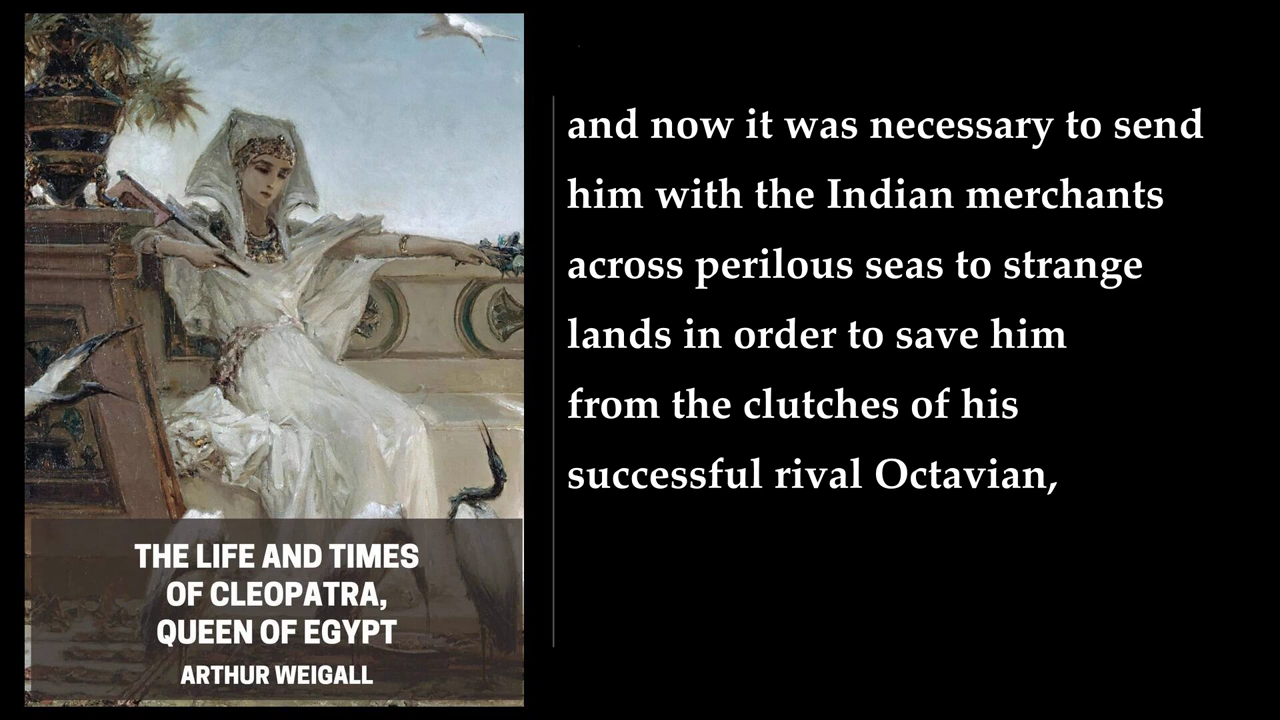 and now it was necessary to send
him with the Indian merchants
across perilous seas to strange
lands in order to save him
from the clutches of his
successful rival Octavian,
THE LIFE AND TIMES
OF CLEOPATRA,
QUEEN OF EGYPT
ARTHUR WEIGALL